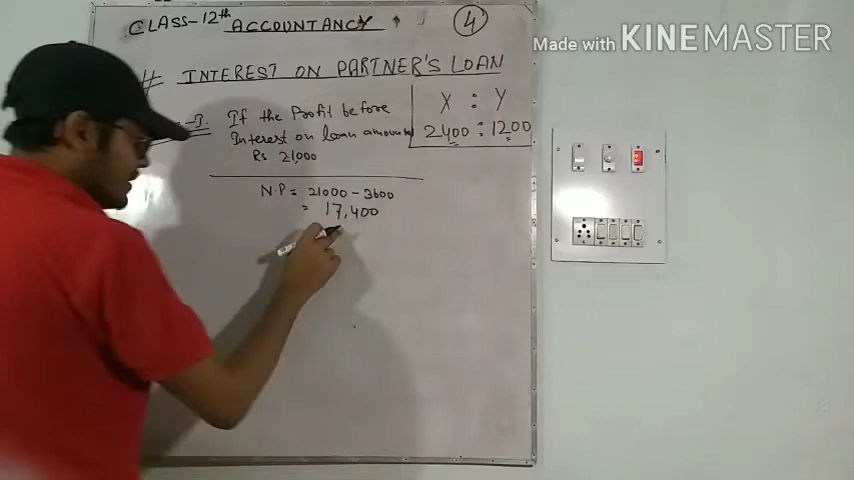 CLASS-12th ACCOUNTANCY
4
Made with KINEMASTER
# INTEREST ON PARTNER'S LOAN
X : Y
2400 : 1200
-I. If the Profit before
Interest on loan amounted
Rs 21,000
N.P = 21000 - 3600
= 17,400